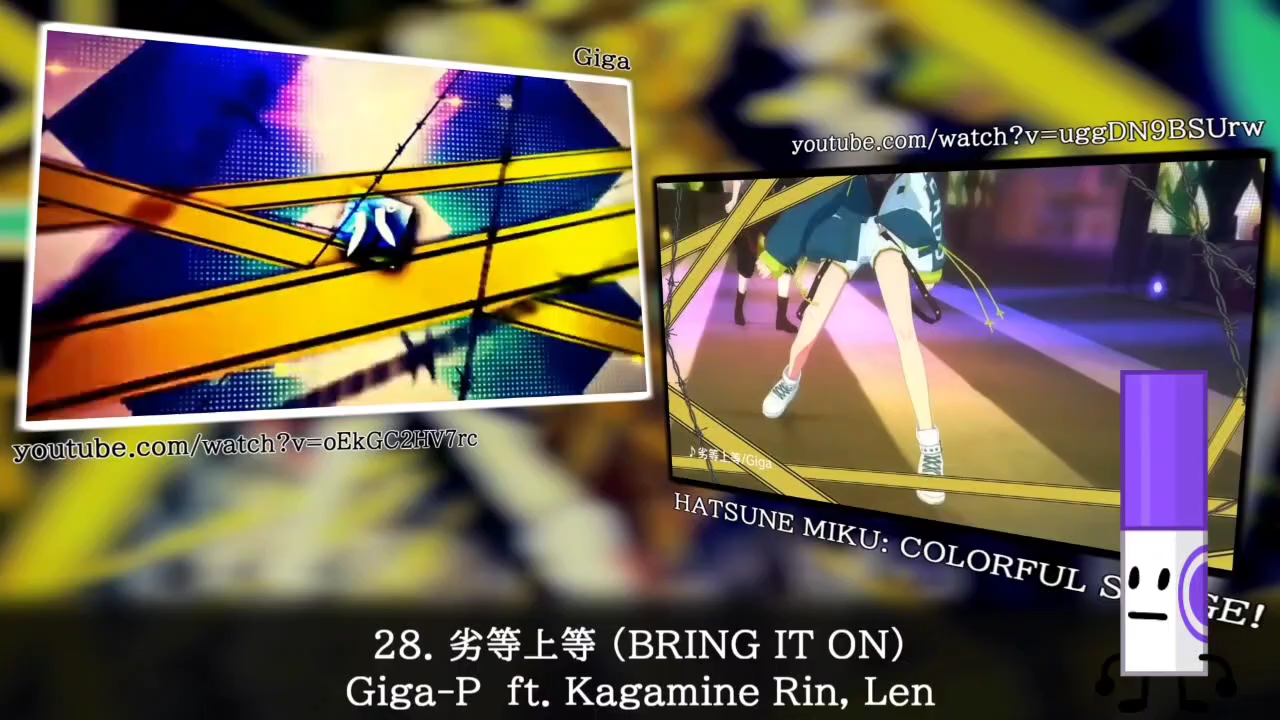 Giga
youtube.com/watch?v=uggDN9BSUrw
youtube.com/watch?v=oEkGC2HV7rc
♪劣等上等/Giga
HATSUNE MIKU: COLORFUL S GE!
28. 劣等上等 (BRING IT ON)
Giga-P ft. Kagamine Rin, Len